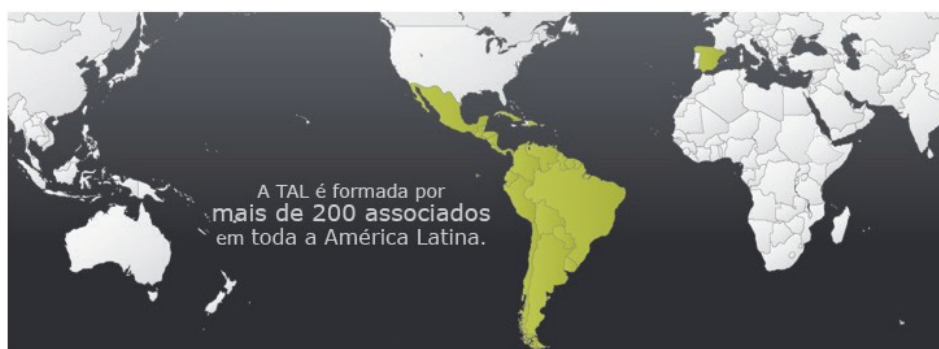 A TAL é formada por
mais de 200 associados
em toda a América Latina.